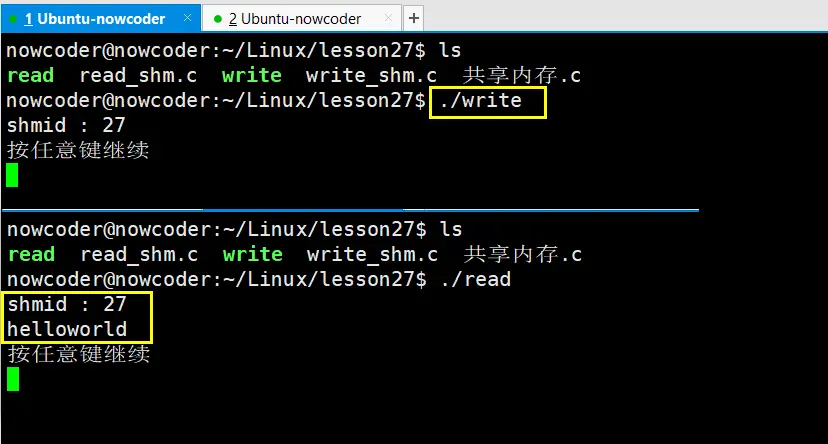 1 Ubuntu-nowcoder × 2 Ubuntu-nowcoder × +
nowcoder@nowcoder:~/Linux/lesson27$ ls
read read_shm.c write write_shm.c 共享内存.c
nowcoder@nowcoder:~/Linux/lesson27$ ./write
shmid : 27
按任意键继续
nowcoder@nowcoder:~/Linux/lesson27$ ls
read read_shm.c write write_shm.c 共享内存.c
nowcoder@nowcoder:~/Linux/lesson27$ ./read
shmid : 27
helloworld
按任意键继续